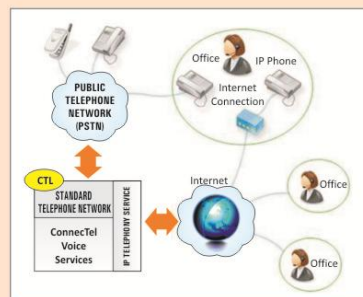 Office
IP Phone
Internet
Connection
PUBLIC
TELEPHONE
NETWORK
(PSTN)
CTL
STANDARD
TELEPHONE NETWORK
ConnecTel
Voice
Services
IP TELEPHONY SERVICE
Internet
Office
Office